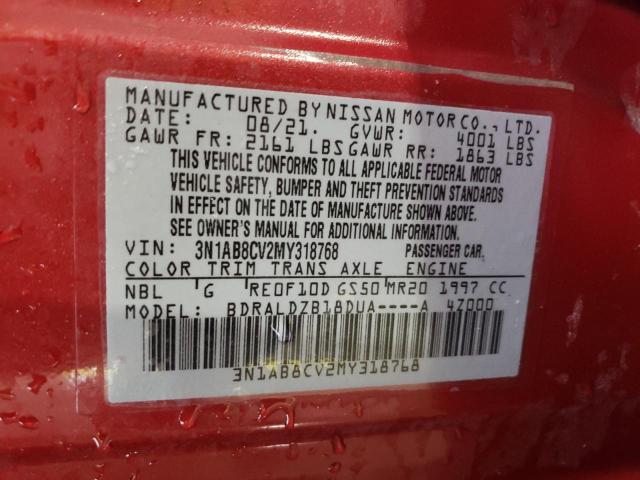 MANUFACTURED BY NISSAN MOTOR CO., LTD.
DATE: 08/21. GVWR: 4001 LBS
GAWR FR: 2161 LBS GAWR RR: 1863 LBS
THIS VEHICLE CONFORMS TO ALL APPLICABLE FEDERAL MOTOR
VEHICLE SAFETY, BUMPER AND THEFT PREVENTION STANDARDS
IN EFFECT ON THE DATE OF MANUFACTURE SHOWN ABOVE.
SEE OWNER'S MANUAL FOR ADDITIONAL INFORMATION.
VIN: 3N1AB8CV2MY318768 PASSENGER CAR.
COLOR TRIM TRANS AXLE ENGINE
NBL G RE0F10D GS50 MR20 1997 CC
MODEL: BDRALDZB18DUA----A 4Z000
3N1AB8CV2MY318768